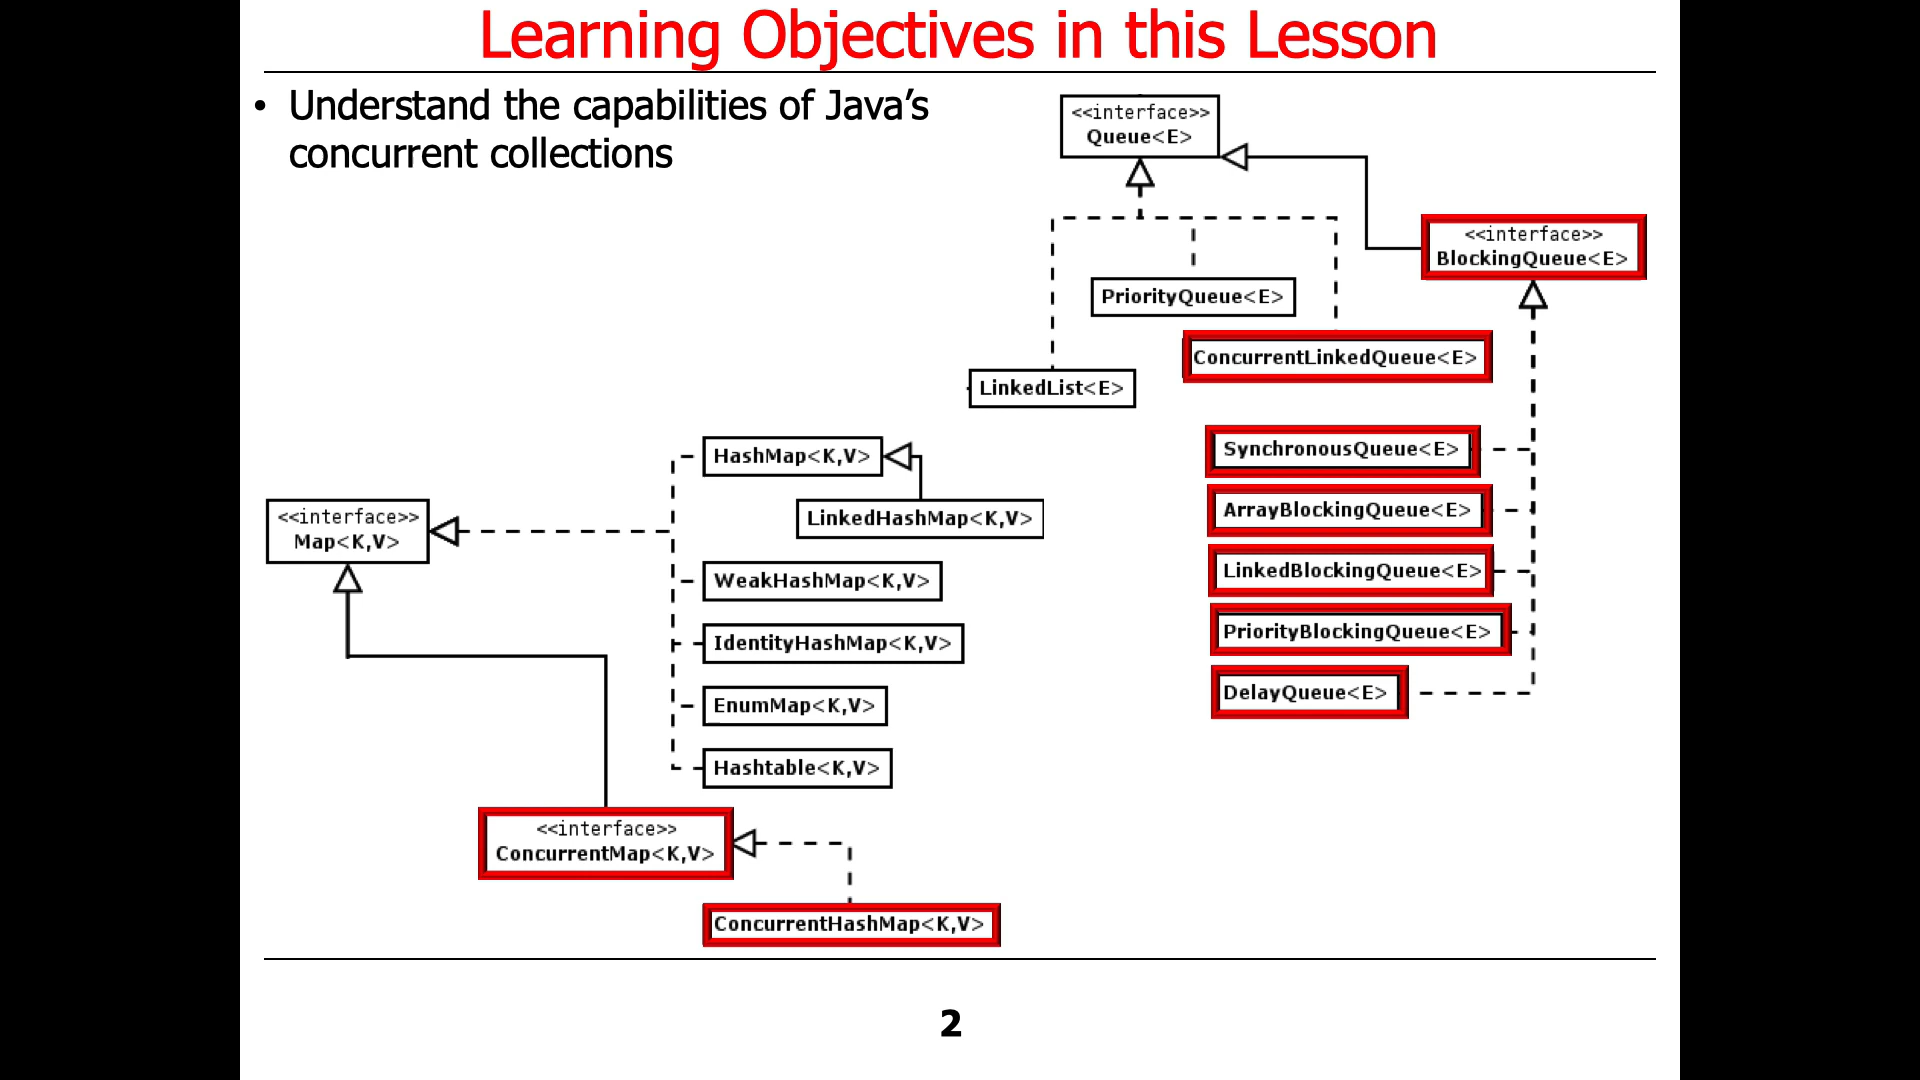 Learning Objectives in this Lesson
• Understand the capabilities of Java’s
concurrent collections
<<interface>>
Queue<E>
<<interface>>
BlockingQueue<E>
PriorityQueue<E>
ConcurrentLinkedQueue<E>
LinkedList<E>
SynchronousQueue<E>
ArrayBlockingQueue<E>
LinkedBlockingQueue<E>
PriorityBlockingQueue<E>
DelayQueue<E>
HashMap<K,V>
LinkedHashMap<K,V>
<<interface>>
Map<K,V>
WeakHashMap<K,V>
IdentityHashMap<K,V>
EnumMap<K,V>
Hashtable<K,V>
<<interface>>
ConcurrentMap<K,V>
ConcurrentHashMap<K,V>
2